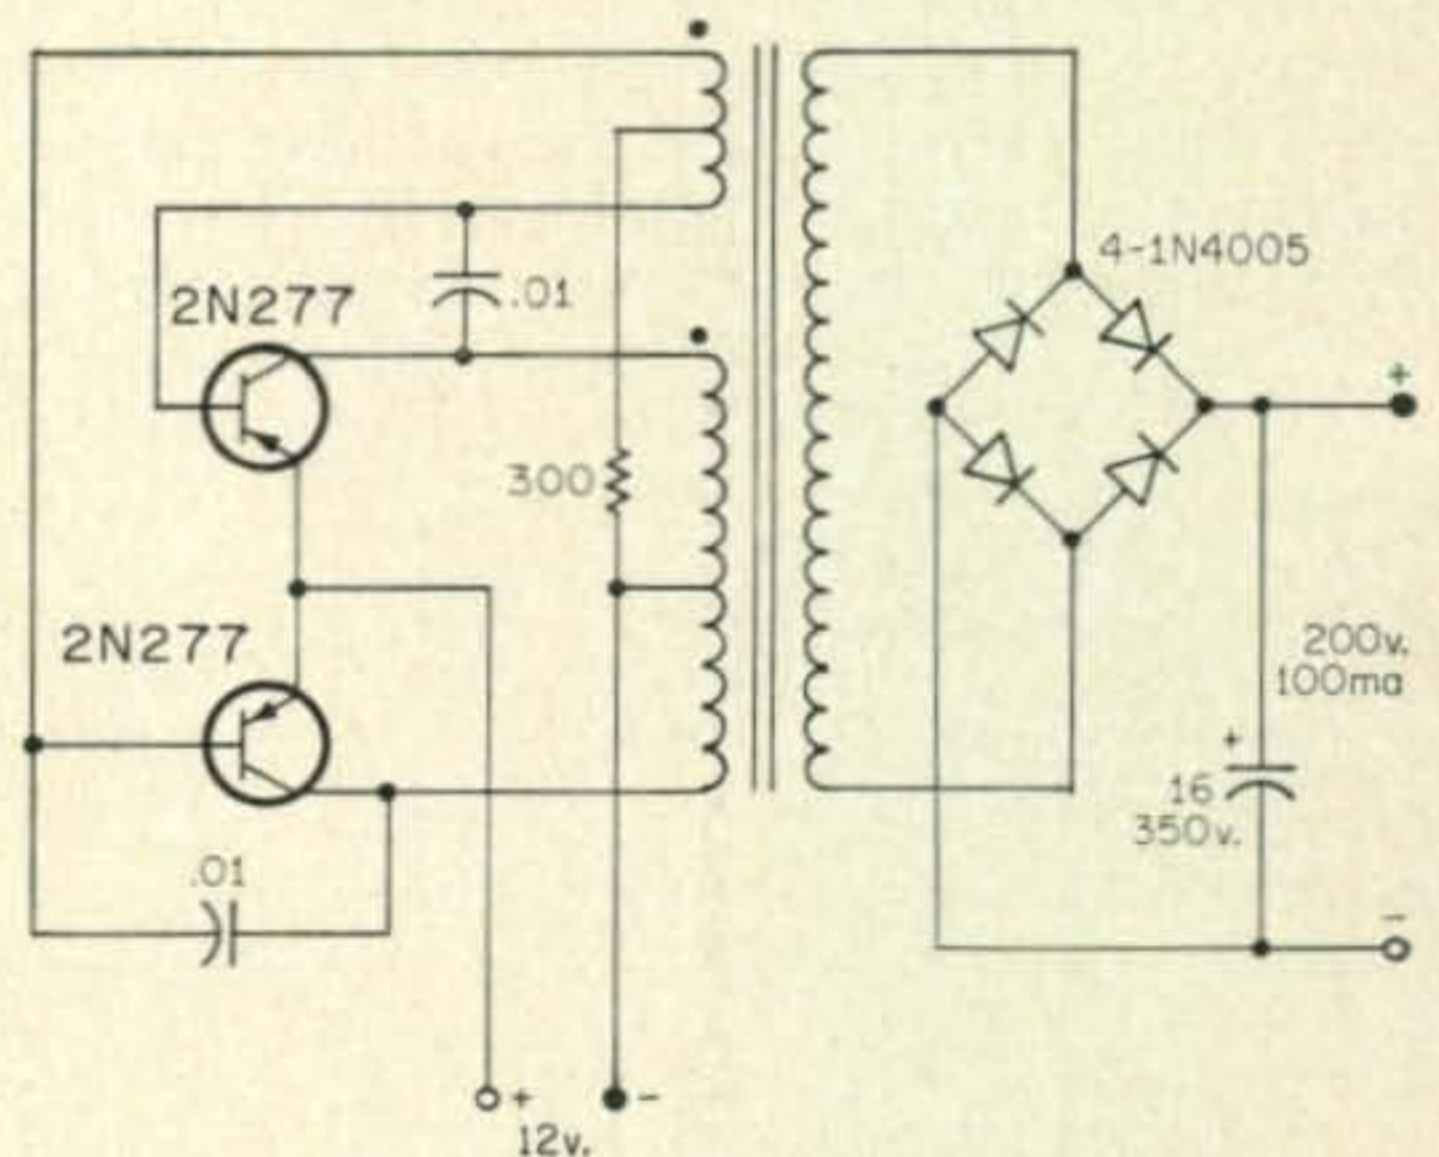 4-1N4005
2N277
.01
+
300
2N277
200v.
100ma
+
16
350v.
.01
-
+
-
12v.